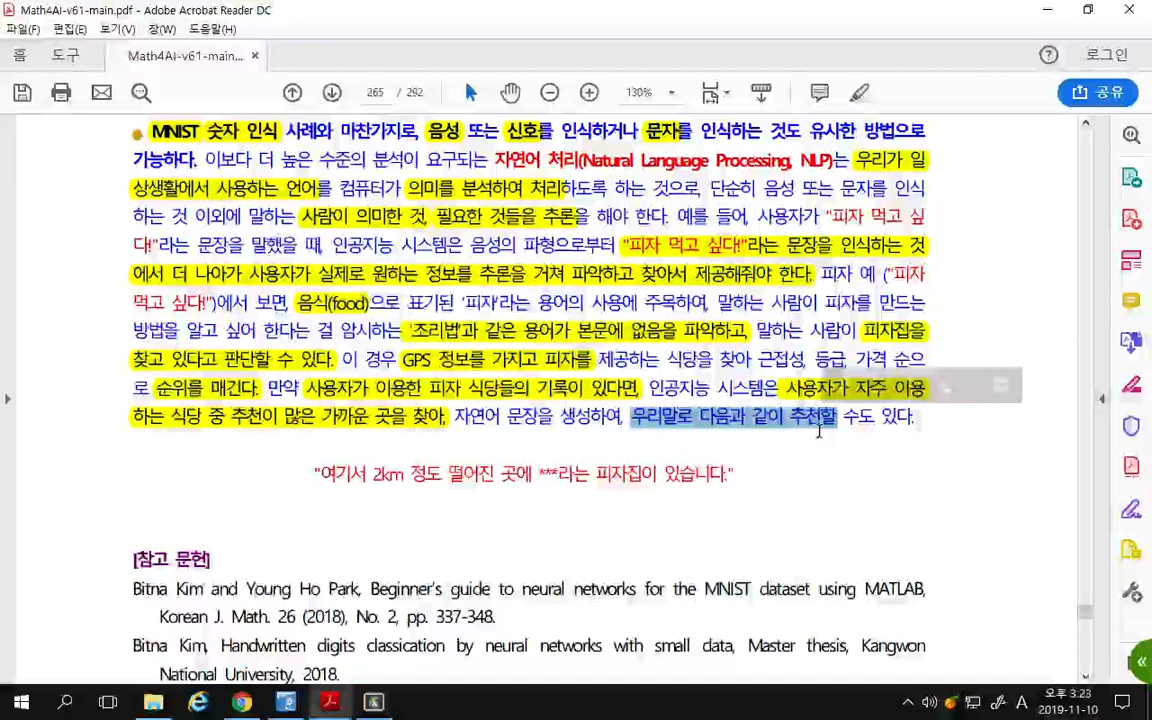 Math4AI-v61-main.pdf - Adobe Acrobat Reader DC
파일(F) 편집(E) 보기(V) 창(W) 도움말(H)
홈 도구 Math4AI-v61-main... × ? 로그인
265 / 292 130% 공유
MNIST 숫자 인식 사례와 마찬가지로, 음성 또는 신호를 인식하거나 문자를 인식하는 것도 유사한 방법으로
가능하다. 이보다 더 높은 수준의 분석이 요구되는 자연어 처리(Natural Language Processing, NLP)는 우리가 일
상생활에서 사용하는 언어를 컴퓨터가 의미를 분석하여 처리하도록 하는 것으로, 단순히 음성 또는 문자를 인식
하는 것 이외에 말하는 사람이 의미한 것, 필요한 것들을 추론을 해야 한다. 예를 들어, 사용자가 "피자 먹고 싶
다!"라는 문장을 말했을 때, 인공지능 시스템은 음성의 파형으로부터 "피자 먹고 싶다!"라는 문장을 인식하는 것
에서 더 나아가 사용자가 실제로 원하는 정보를 추론을 거쳐 파악하고 찾아서 제공해줘야 한다. 피자 예 ("피자
먹고 싶다!")에서 보면, 음식(food)으로 표기된 '피자'라는 용어의 사용에 주목하여, 말하는 사람이 피자를 만드는
방법을 알고 싶어 한다는 걸 암시하는 '조리법'과 같은 용어가 본문에 없음을 파악하고, 말하는 사람이 피자집을
찾고 있다고 판단할 수 있다. 이 경우 GPS 정보를 가지고 피자를 제공하는 식당을 찾아 근접성, 등급, 가격 순으
로 순위를 매긴다. 만약 사용자가 이용한 피자 식당들의 기록이 있다면, 인공지능 시스템은 사용자가 자주 이용
하는 식당 중 추천이 많은 가까운 곳을 찾아, 자연어 문장을 생성하여, 우리말로 다음과 같이 추천할 수도 있다.
"여기서 2km 정도 떨어진 곳에 ***라는 피자집이 있습니다."
[참고 문헌]
Bitna Kim and Young Ho Park, Beginner's guide to neural networks for the MNIST dataset using MATLAB,
Korean J. Math. 26 (2018), No. 2, pp. 337-348.
Bitna Kim, Handwritten digits classication by neural networks with small data, Master thesis, Kangwon
National University, 2018.
A 오후 3:23
2019-11-10